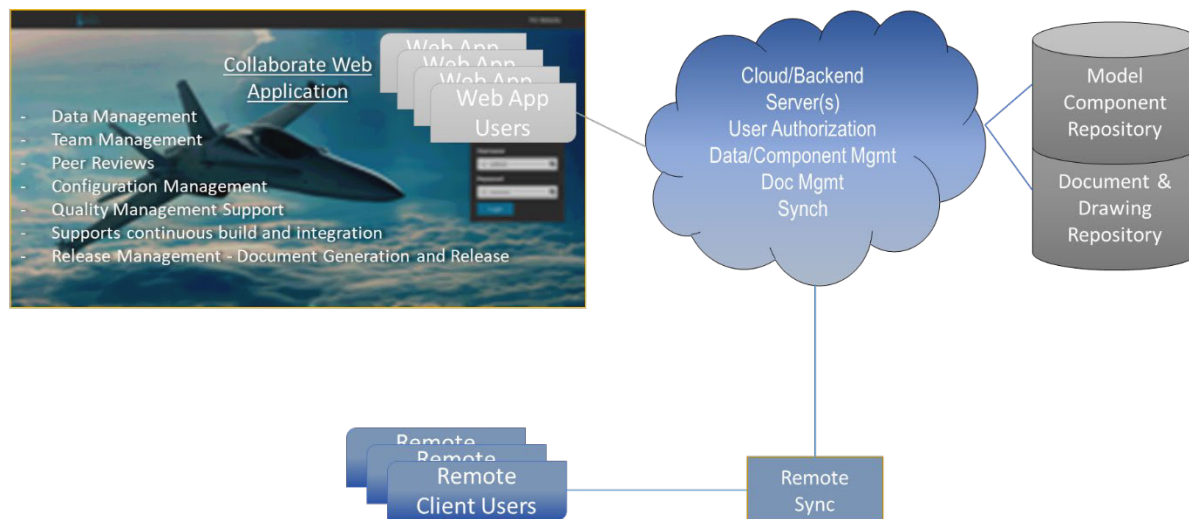 Collaborate Web
Application
- Data Management
- Team Management
- Peer Reviews
- Configuration Management
- Quality Management Support
- Supports continuous build and integration
- Release Management - Document Generation and Release
Web App
Web App
Web App
Web App
Users
Username
Password
Login
Cloud/Backend
Server(s)
User Authorization
Data/Component Mgmt
Doc Mgmt
Synch
Model
Component
Repository
Document &
Drawing
Repository
Remote
Remote
Remote
Client Users
Remote
Sync